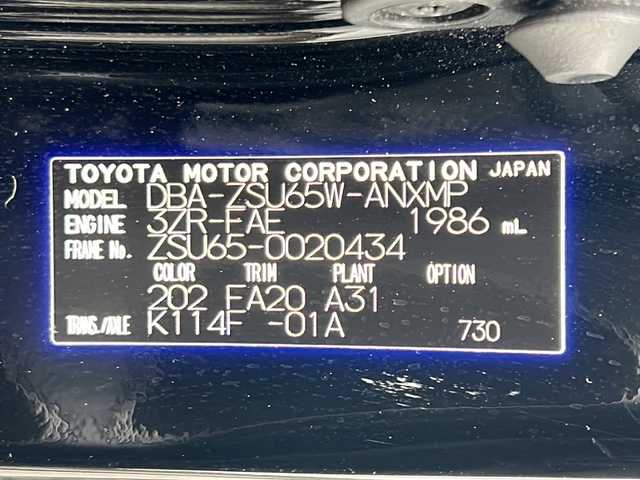 TOYOTA MOTOR CORPORATION JAPAN
MODEL DBA-ZSU65W-ANXMP
ENGINE 3ZR-FAE 1986 mL
FRAME No. ZSU65-0020434
COLOR TRIM PLANT OPTION
202 FA20 A31
TRANS./AXLE K114F -01A 730